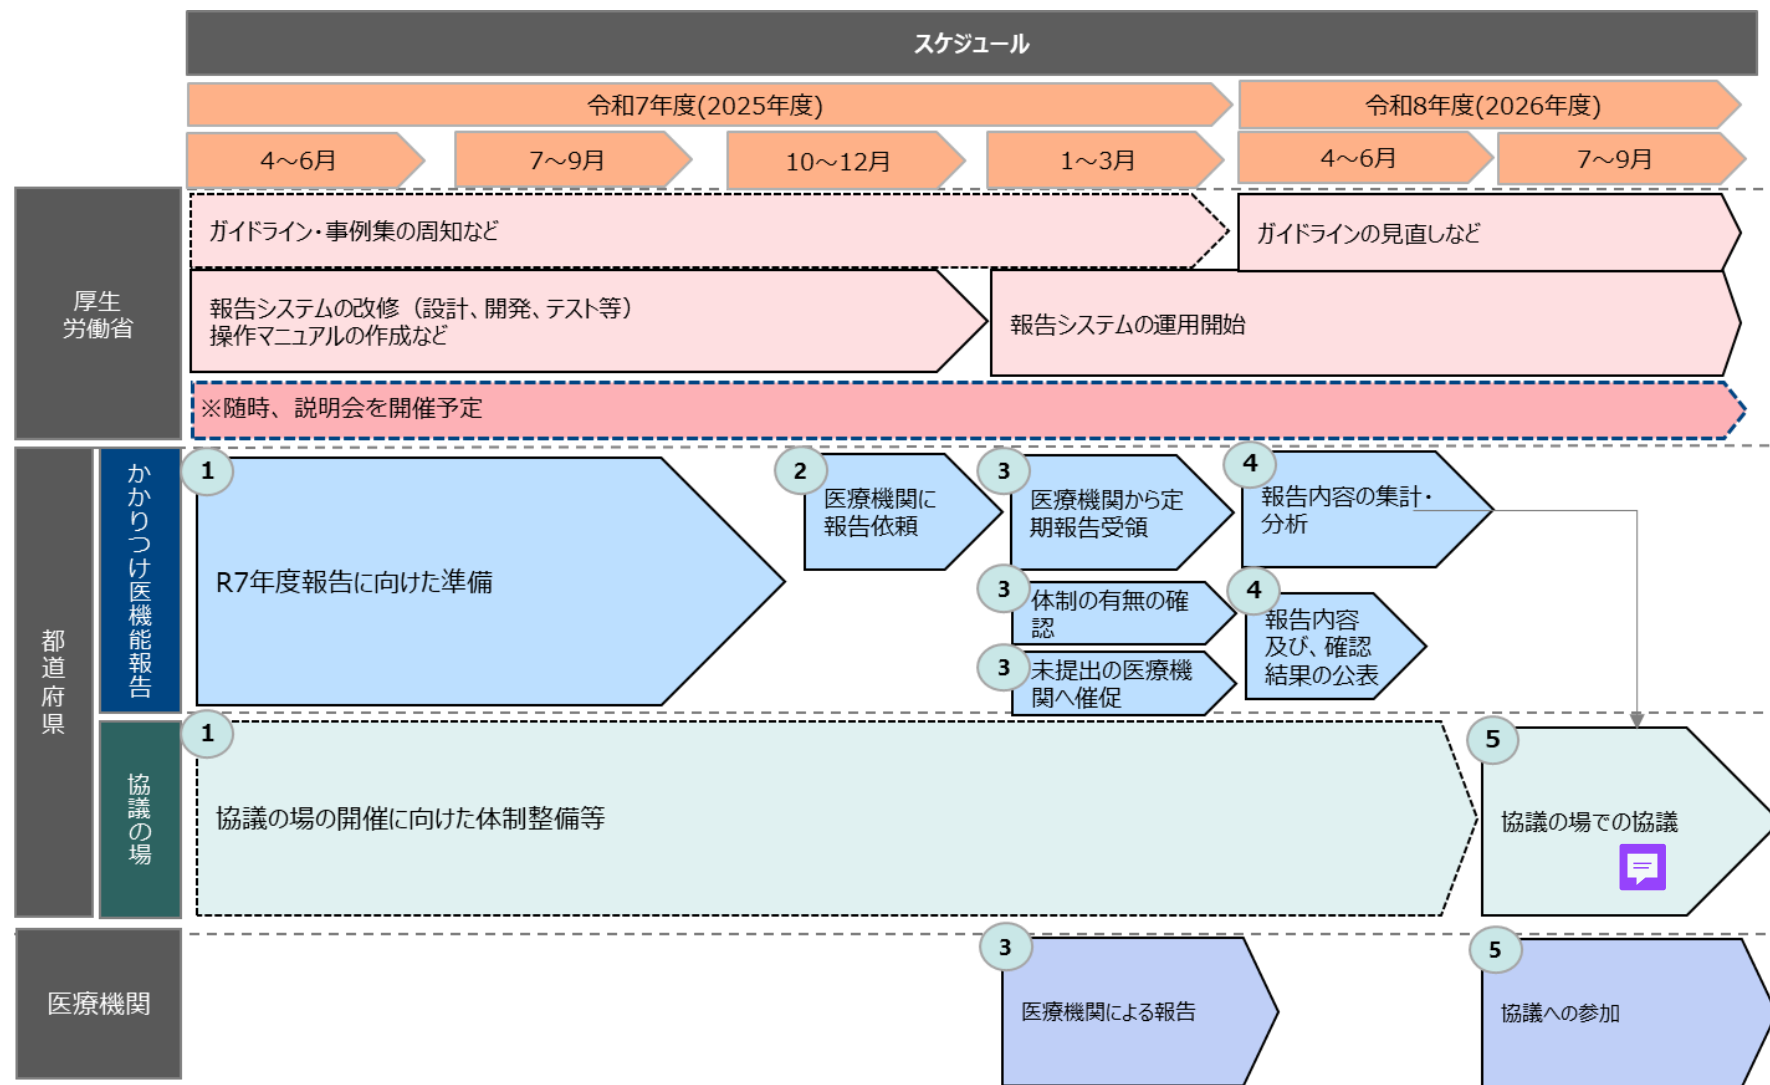 スケジュール
令和7年度(2025年度)
令和8年度(2026年度)
4～6月
7～9月
10～12月
1～3月
4～6月
7～9月
厚生
労働省
ガイドライン・事例集の周知など
ガイドラインの見直しなど
報告システムの改修（設計、開発、テスト等）
操作マニュアルの作成など
報告システムの運用開始
※随時、説明会を開催予定
都道府県
かかりつけ医機能報告
1
R7年度報告に向けた準備
2
医療機関に
報告依頼
3
医療機関から定
期報告受領
3
体制の有無の確
認
3
未提出の医療機
関へ催促
4
報告内容の集計・
分析
4
報告内容
及び、確認
結果の公表
協議の場
1
協議の場の開催に向けた体制整備等
5
協議の場での協議
医療機関
3
医療機関による報告
5
協議への参加